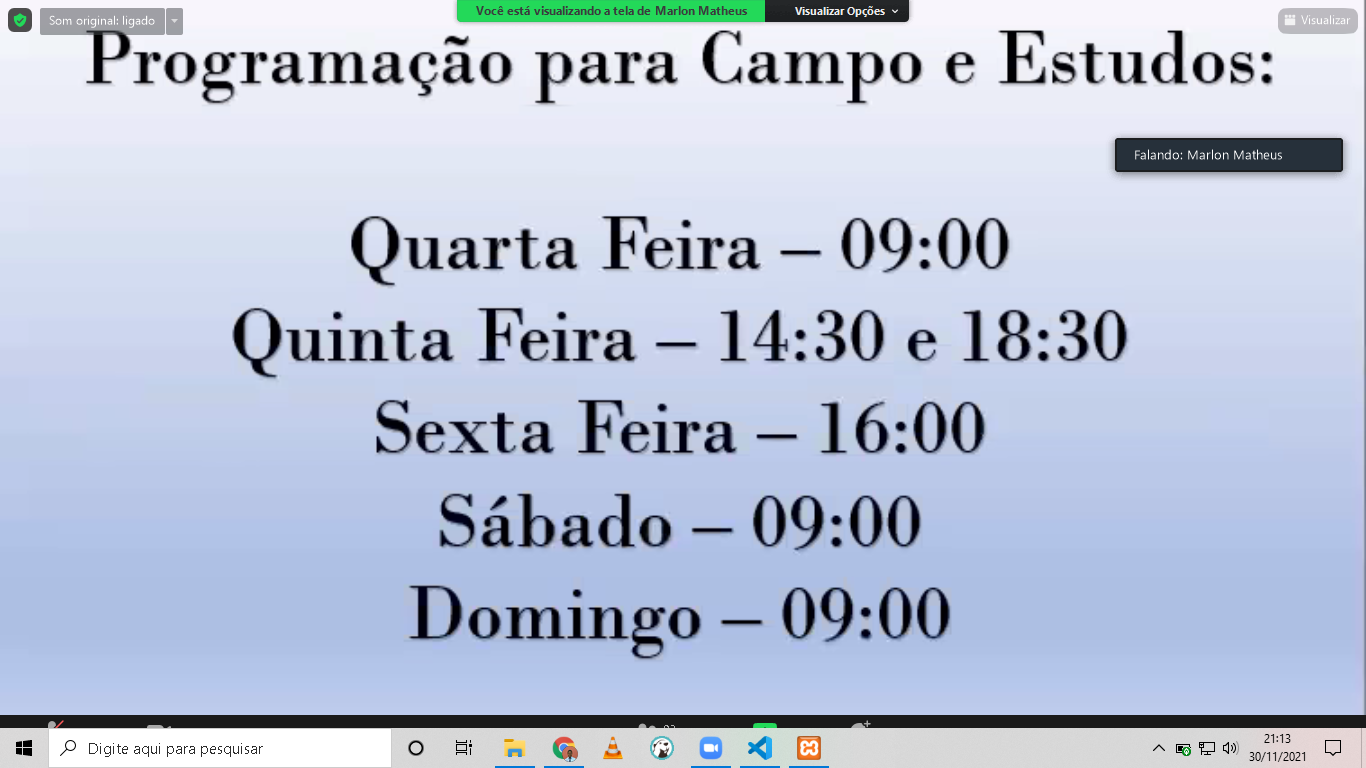 Som original: ligado
Você está visualizando a tela de Marlon Matheus
Visualizar Opções
Visualizar
Programação para Campo e Estudos:
Falando: Marlon Matheus
Quarta Feira – 09:00
Quinta Feira – 14:30 e 18:30
Sexta Feira – 16:00
Sábado – 09:00
Domingo – 09:00
Digite aqui para pesquisar
21:13
30/11/2021